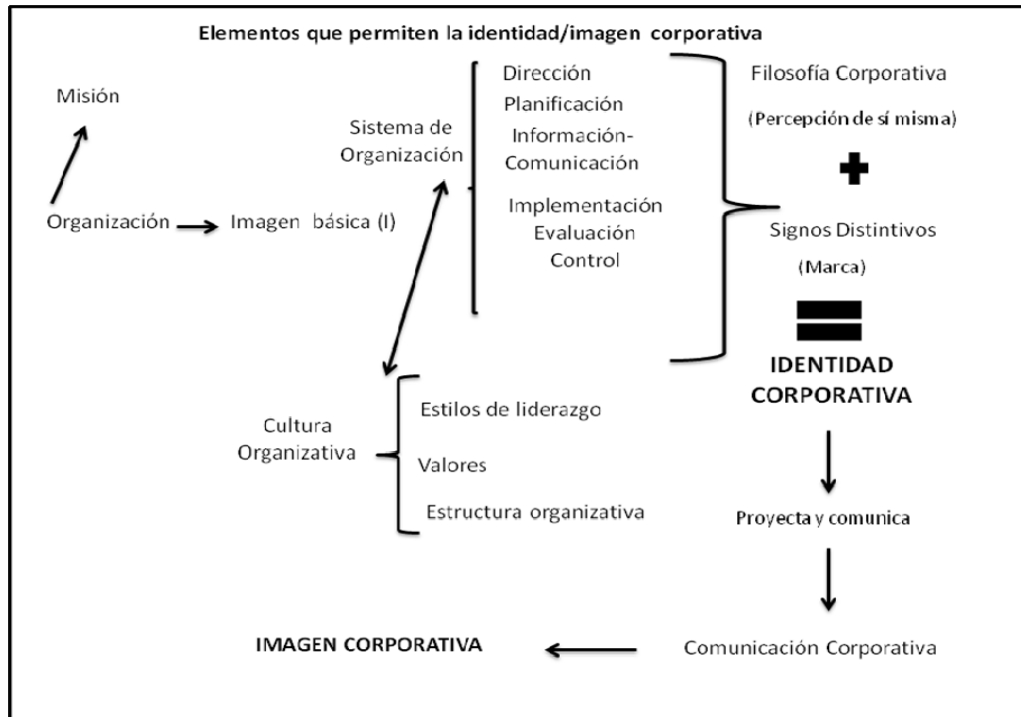 Elementos que permiten la identidad/imagen corporativa
Misión
Organización
Imagen básica (I)
Sistema de
Organización
Dirección
Planificación
Información-
Comunicación
Implementación
Evaluación
Control
Cultura
Organizativa
Estilos de liderazgo
Valores
Estructura organizativa
Filosofía Corporativa
(Percepción de sí misma)
Signos Distintivos
(Marca)
IDENTIDAD
CORPORATIVA
Proyecta y comunica
Comunicación Corporativa
IMAGEN CORPORATIVA